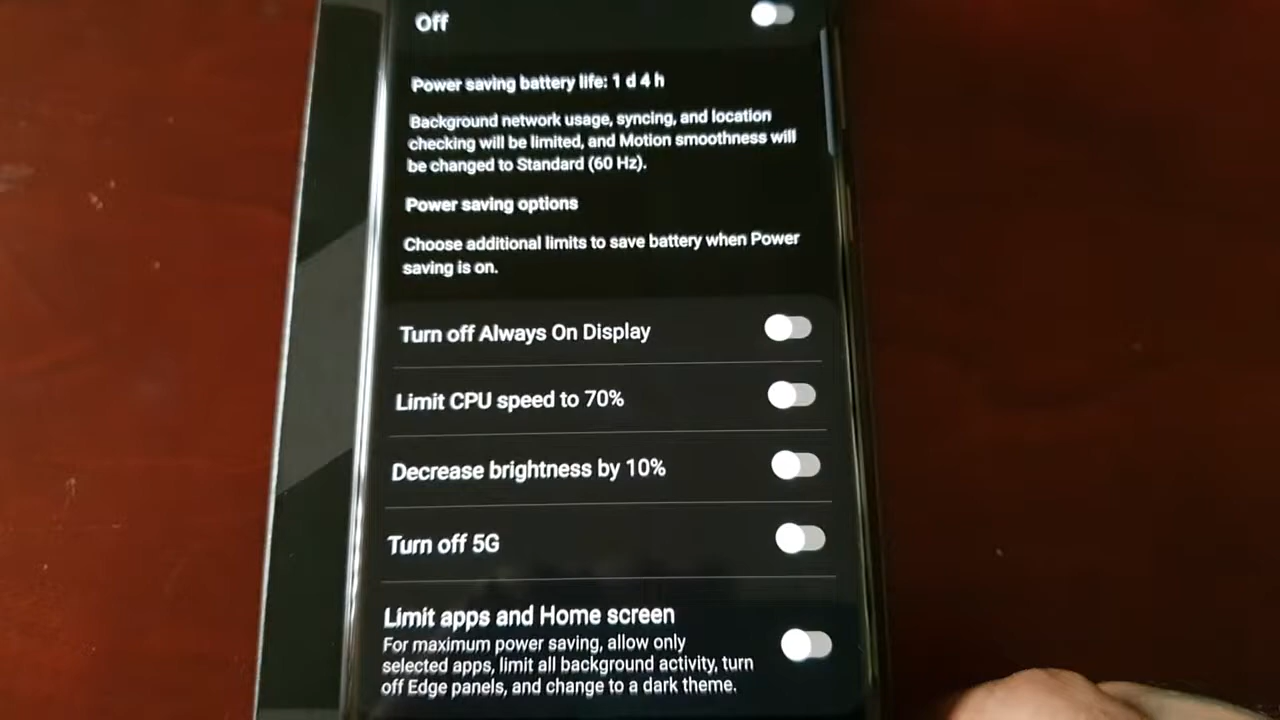 Off
Power saving battery life: 1 d 4 h
Background network usage, syncing, and location
checking will be limited, and Motion smoothness will
be changed to Standard (60 Hz).
Power saving options
Choose additional limits to save battery when Power
saving is on.
Turn off Always On Display
Limit CPU speed to 70%
Decrease brightness by 10%
Turn off 5G
Limit apps and Home screen
For maximum power saving, allow only
selected apps, limit all background activity, turn
off Edge panels, and change to a dark theme.